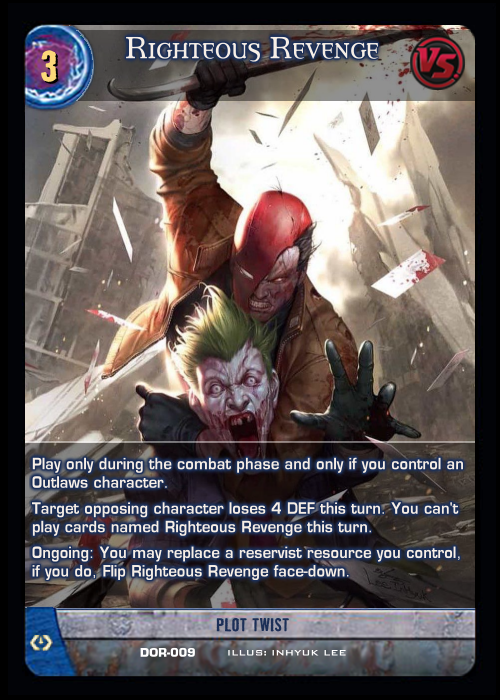 3
Righteous Revenge
VS
Play only during the combat phase and only if you control an
Outlaws character.
Target opposing character loses 4 DEF this turn. You can't
play cards named Righteous Revenge this turn.
Ongoing: You may replace a reservist resource you control,
if you do, Flip Righteous Revenge face-down.
PLOT TWIST
DOR-009 ILLUS: INHYUK LEE